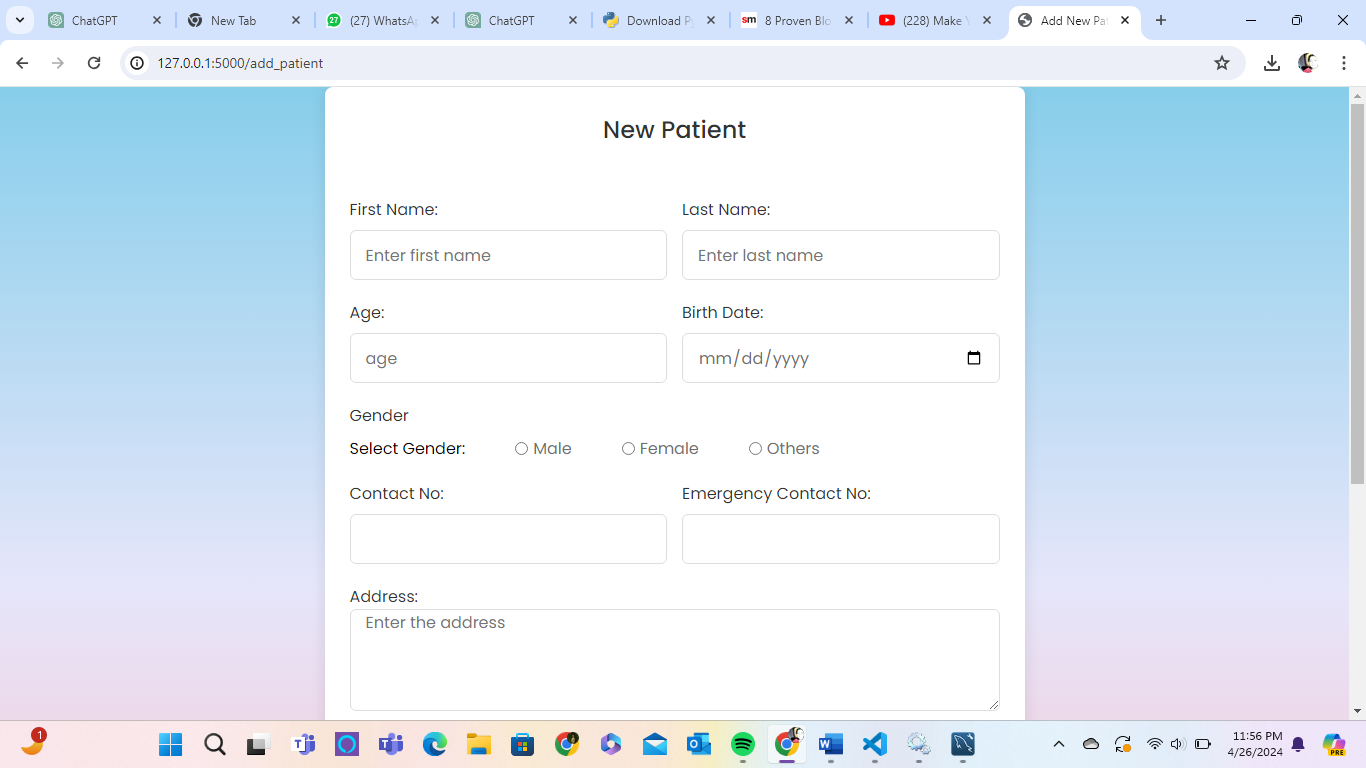 ChatGPT
New Tab
(27) WhatsA
ChatGPT
Download Py
sm 8 Proven Blo
(228) Make Y
Add New Pat
127.0.0.1:5000/add_patient
New Patient
First Name: Last Name:
Enter first name Enter last name
Age: Birth Date:
age mm/dd/yyyy
Gender
Select Gender: Male Female Others
Contact No: Emergency Contact No:
Address:
Enter the address
1
11:56 PM
4/26/2024
PRE